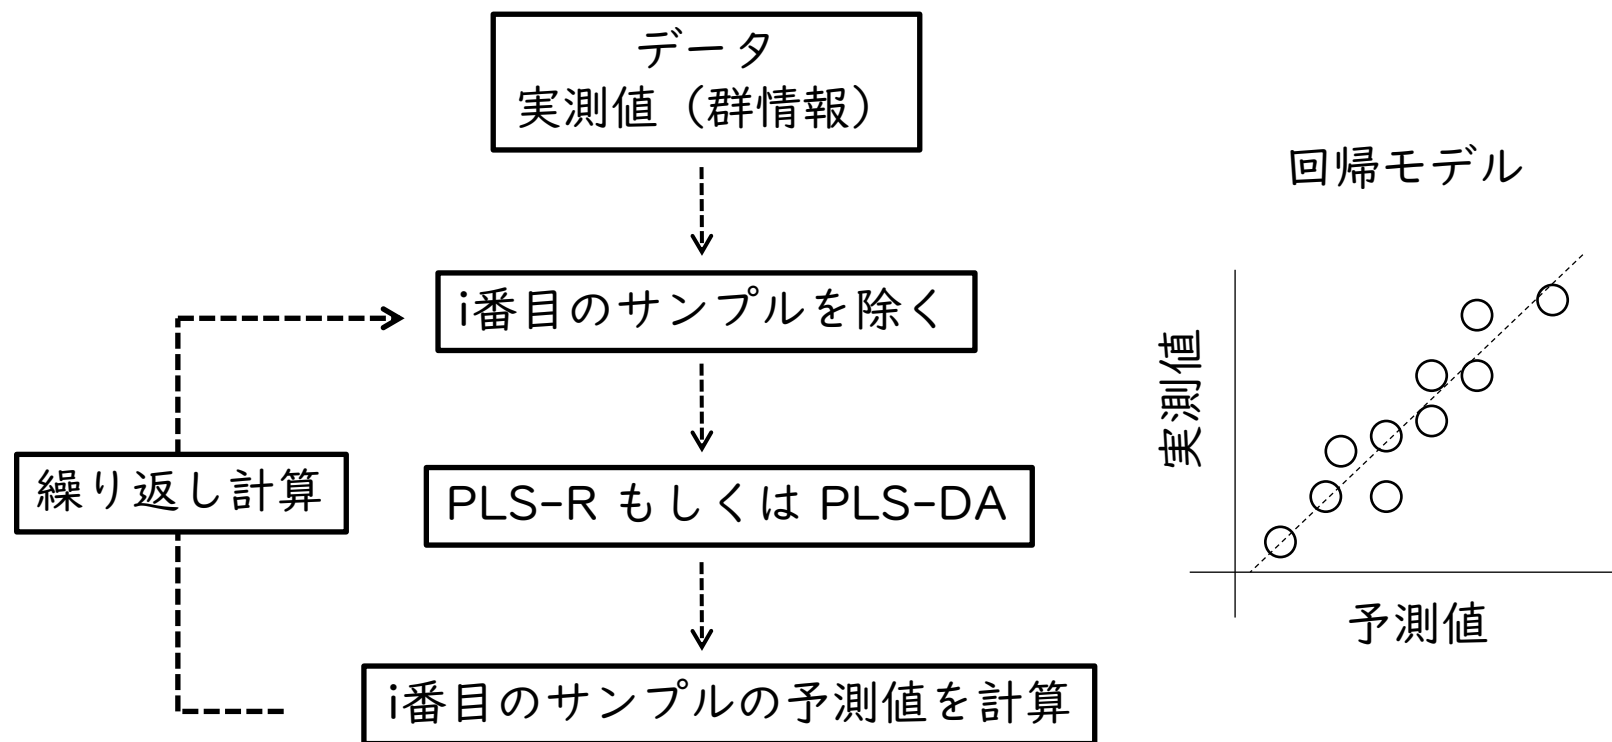 データ
実測値（群情報）
i番目のサンプルを除く
PLS-R もしくは PLS-DA
i番目のサンプルの予測値を計算
繰り返し計算
回帰モデル
実測値
予測値